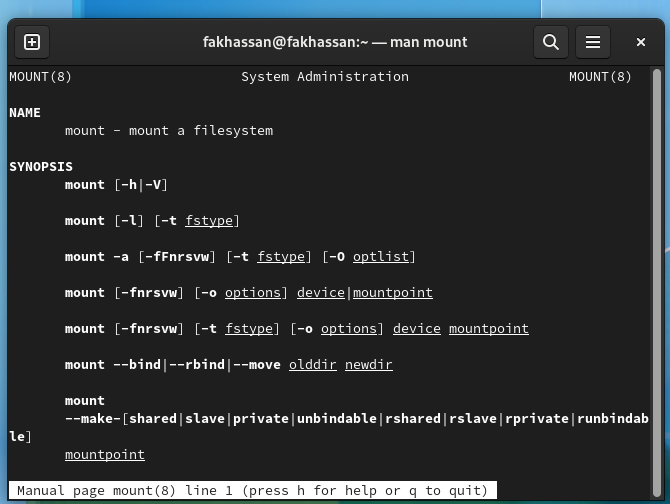 fakhassan@fakhassan:~ — man mount
MOUNT(8) System Administration MOUNT(8)
NAME
mount - mount a filesystem
SYNOPSIS
mount [-h|-V]
mount [-l] [-t fstype]
mount -a [-fFnrsvw] [-t fstype] [-O optlist]
mount [-fnrsvw] [-o options] device|mountpoint
mount [-fnrsvw] [-t fstype] [-o options] device mountpoint
mount --bind|--rbind|--move olddir newdir
mount
--make-[shared|slave|private|unbindable|rshared|rslave|rprivate|runbindab
le]
mountpoint
Manual page mount(8) line 1 (press h for help or q to quit)